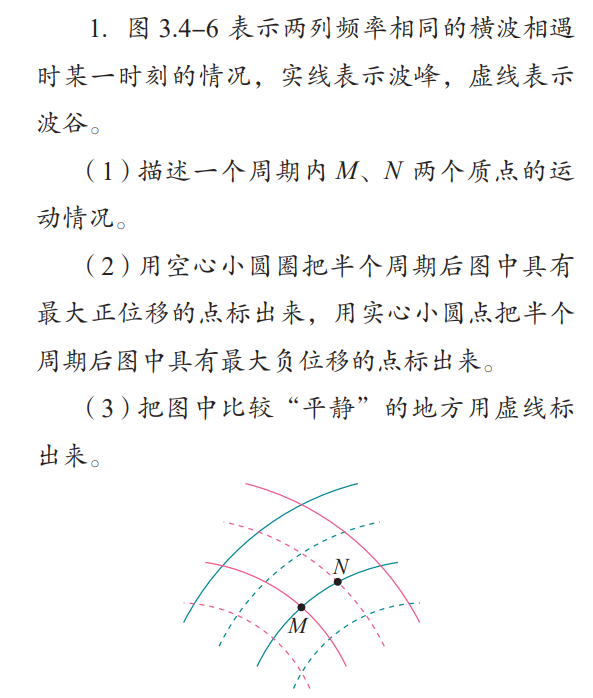 1. 图 3.4–6 表示两列频率相同的横波相遇
时某一时刻的情况，实线表示波峰，虚线表示
波谷。
（1）描述一个周期内 M、N 两个质点的运
动情况。
（2）用空心小圆圈把半个周期后图中具有
最大正位移的点标出来，用实心小圆点把半个
周期后图中具有最大负位移的点标出来。
（3）把图中比较“平静”的地方用虚线标
出来。
N
M